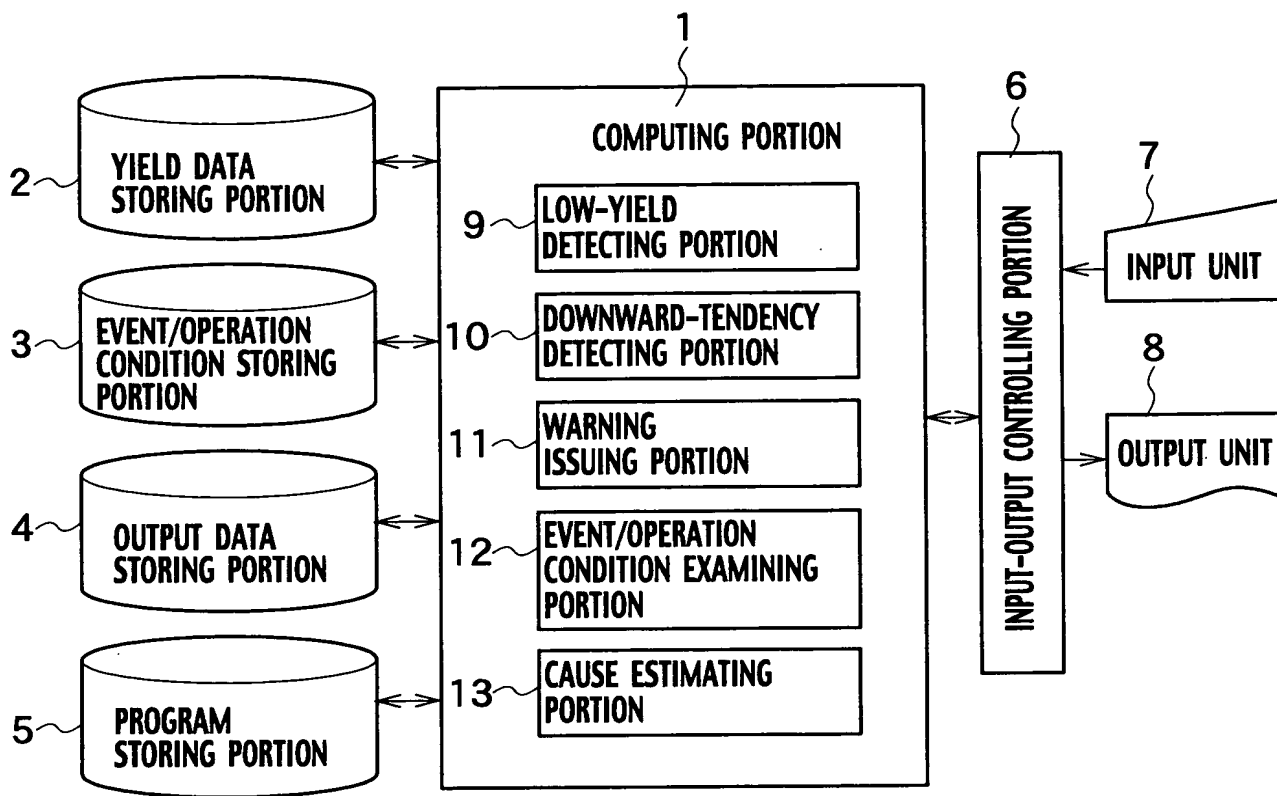 1
COMPUTING PORTION
2
YIELD DATA
STORING PORTION
3
EVENT/OPERATION
CONDITION STORING
PORTION
4
OUTPUT DATA
STORING PORTION
5
PROGRAM
STORING PORTION
9
LOW-YIELD
DETECTING PORTION
10
DOWNWARD-TENDENCY
DETECTING PORTION
11
WARNING
ISSUING PORTION
12
EVENT/OPERATION
CONDITION EXAMINING
PORTION
13
CAUSE ESTIMATING
PORTION
6
INPUT-OUTPUT CONTROLLING PORTION
7
INPUT UNIT
8
OUTPUT UNIT